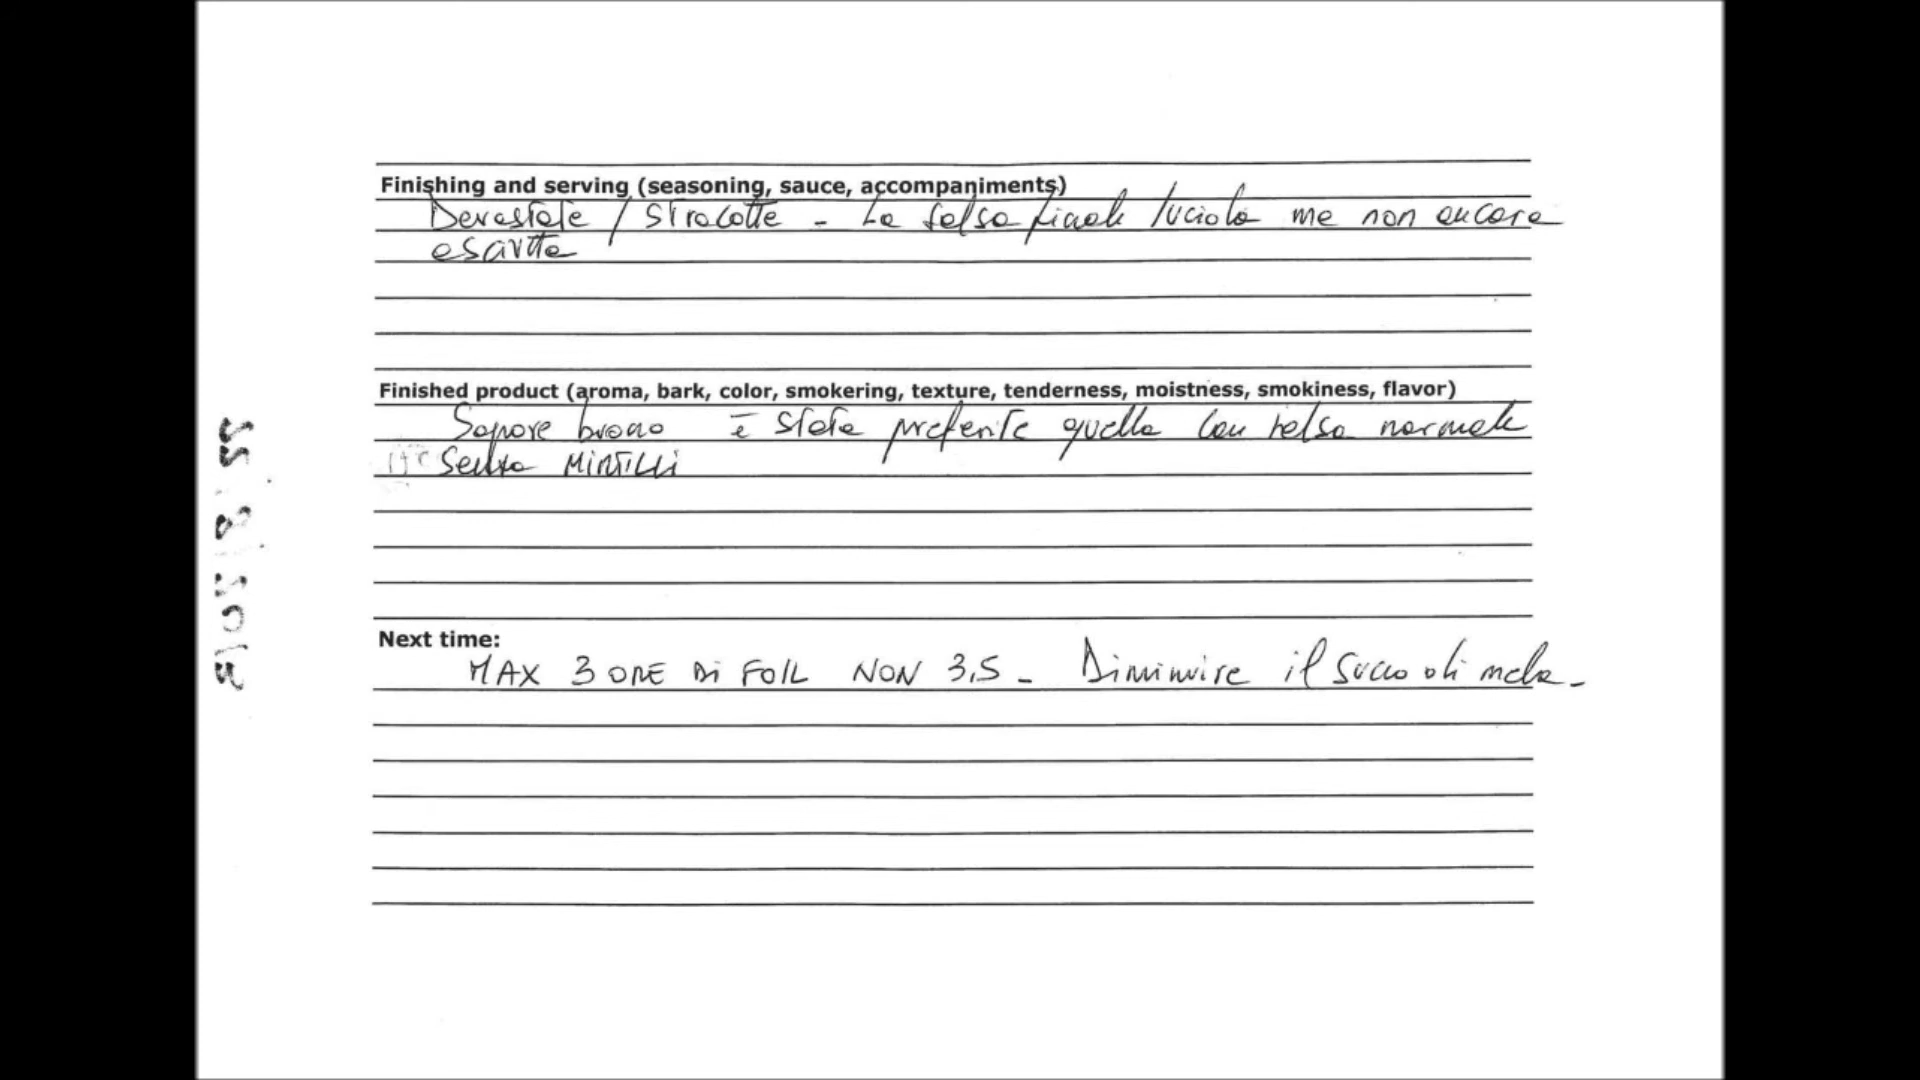 Finishing and serving (seasoning, sauce, accompaniments)
Devastate / Stracotte - La salsa finale lucida ma non ancora
esatta
Finished product (aroma, bark, color, smokering, texture, tenderness, moistness, smokiness, flavor)
Sapore buono è stata preferite quella con salsa normale
Senza MIRTILLI
Next time:
MAX 3 ORE DI FOIL NON 3,5 - Diminuire il succo di mela -